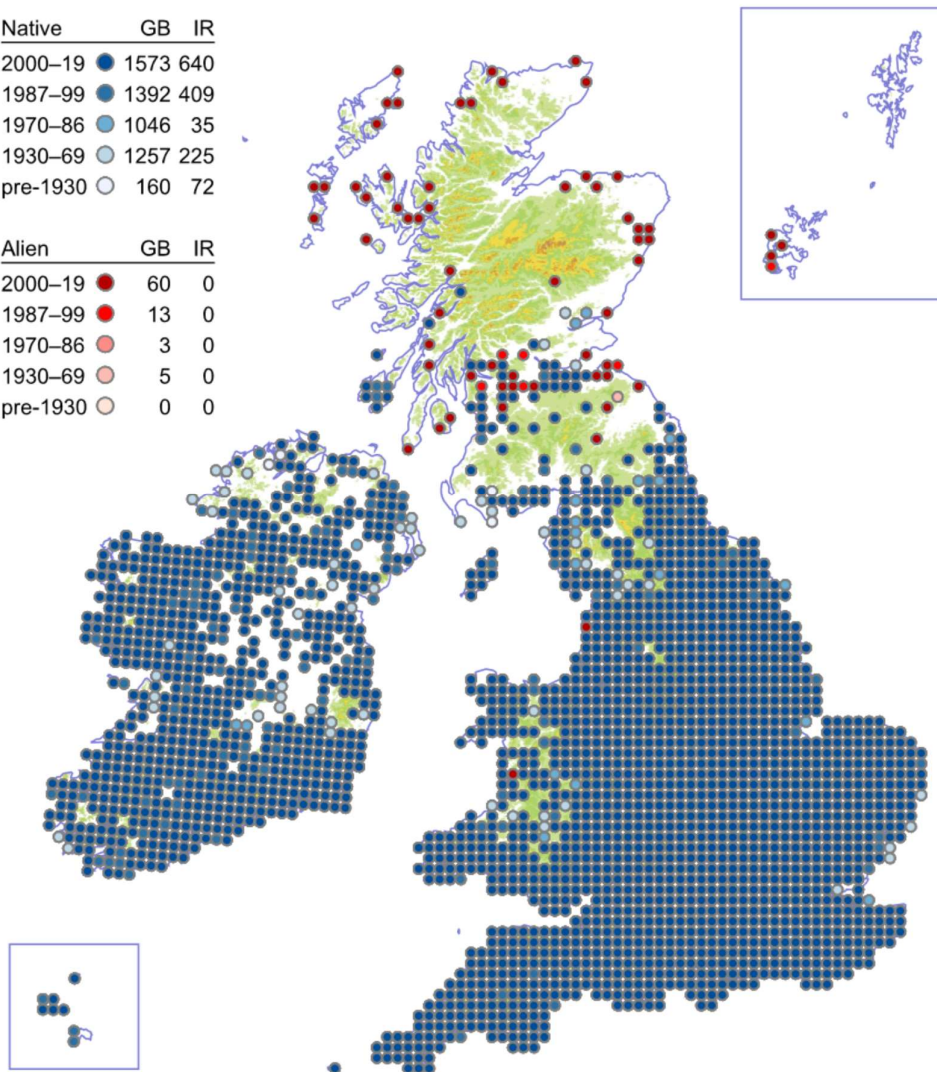 Native GB IR
2000–19 1573 640
1987–99 1392 409
1970–86 1046 35
1930–69 1257 225
pre-1930 160 72
Alien GB IR
2000–19 60 0
1987–99 13 0
1970–86 3 0
1930–69 5 0
pre-1930 0 0